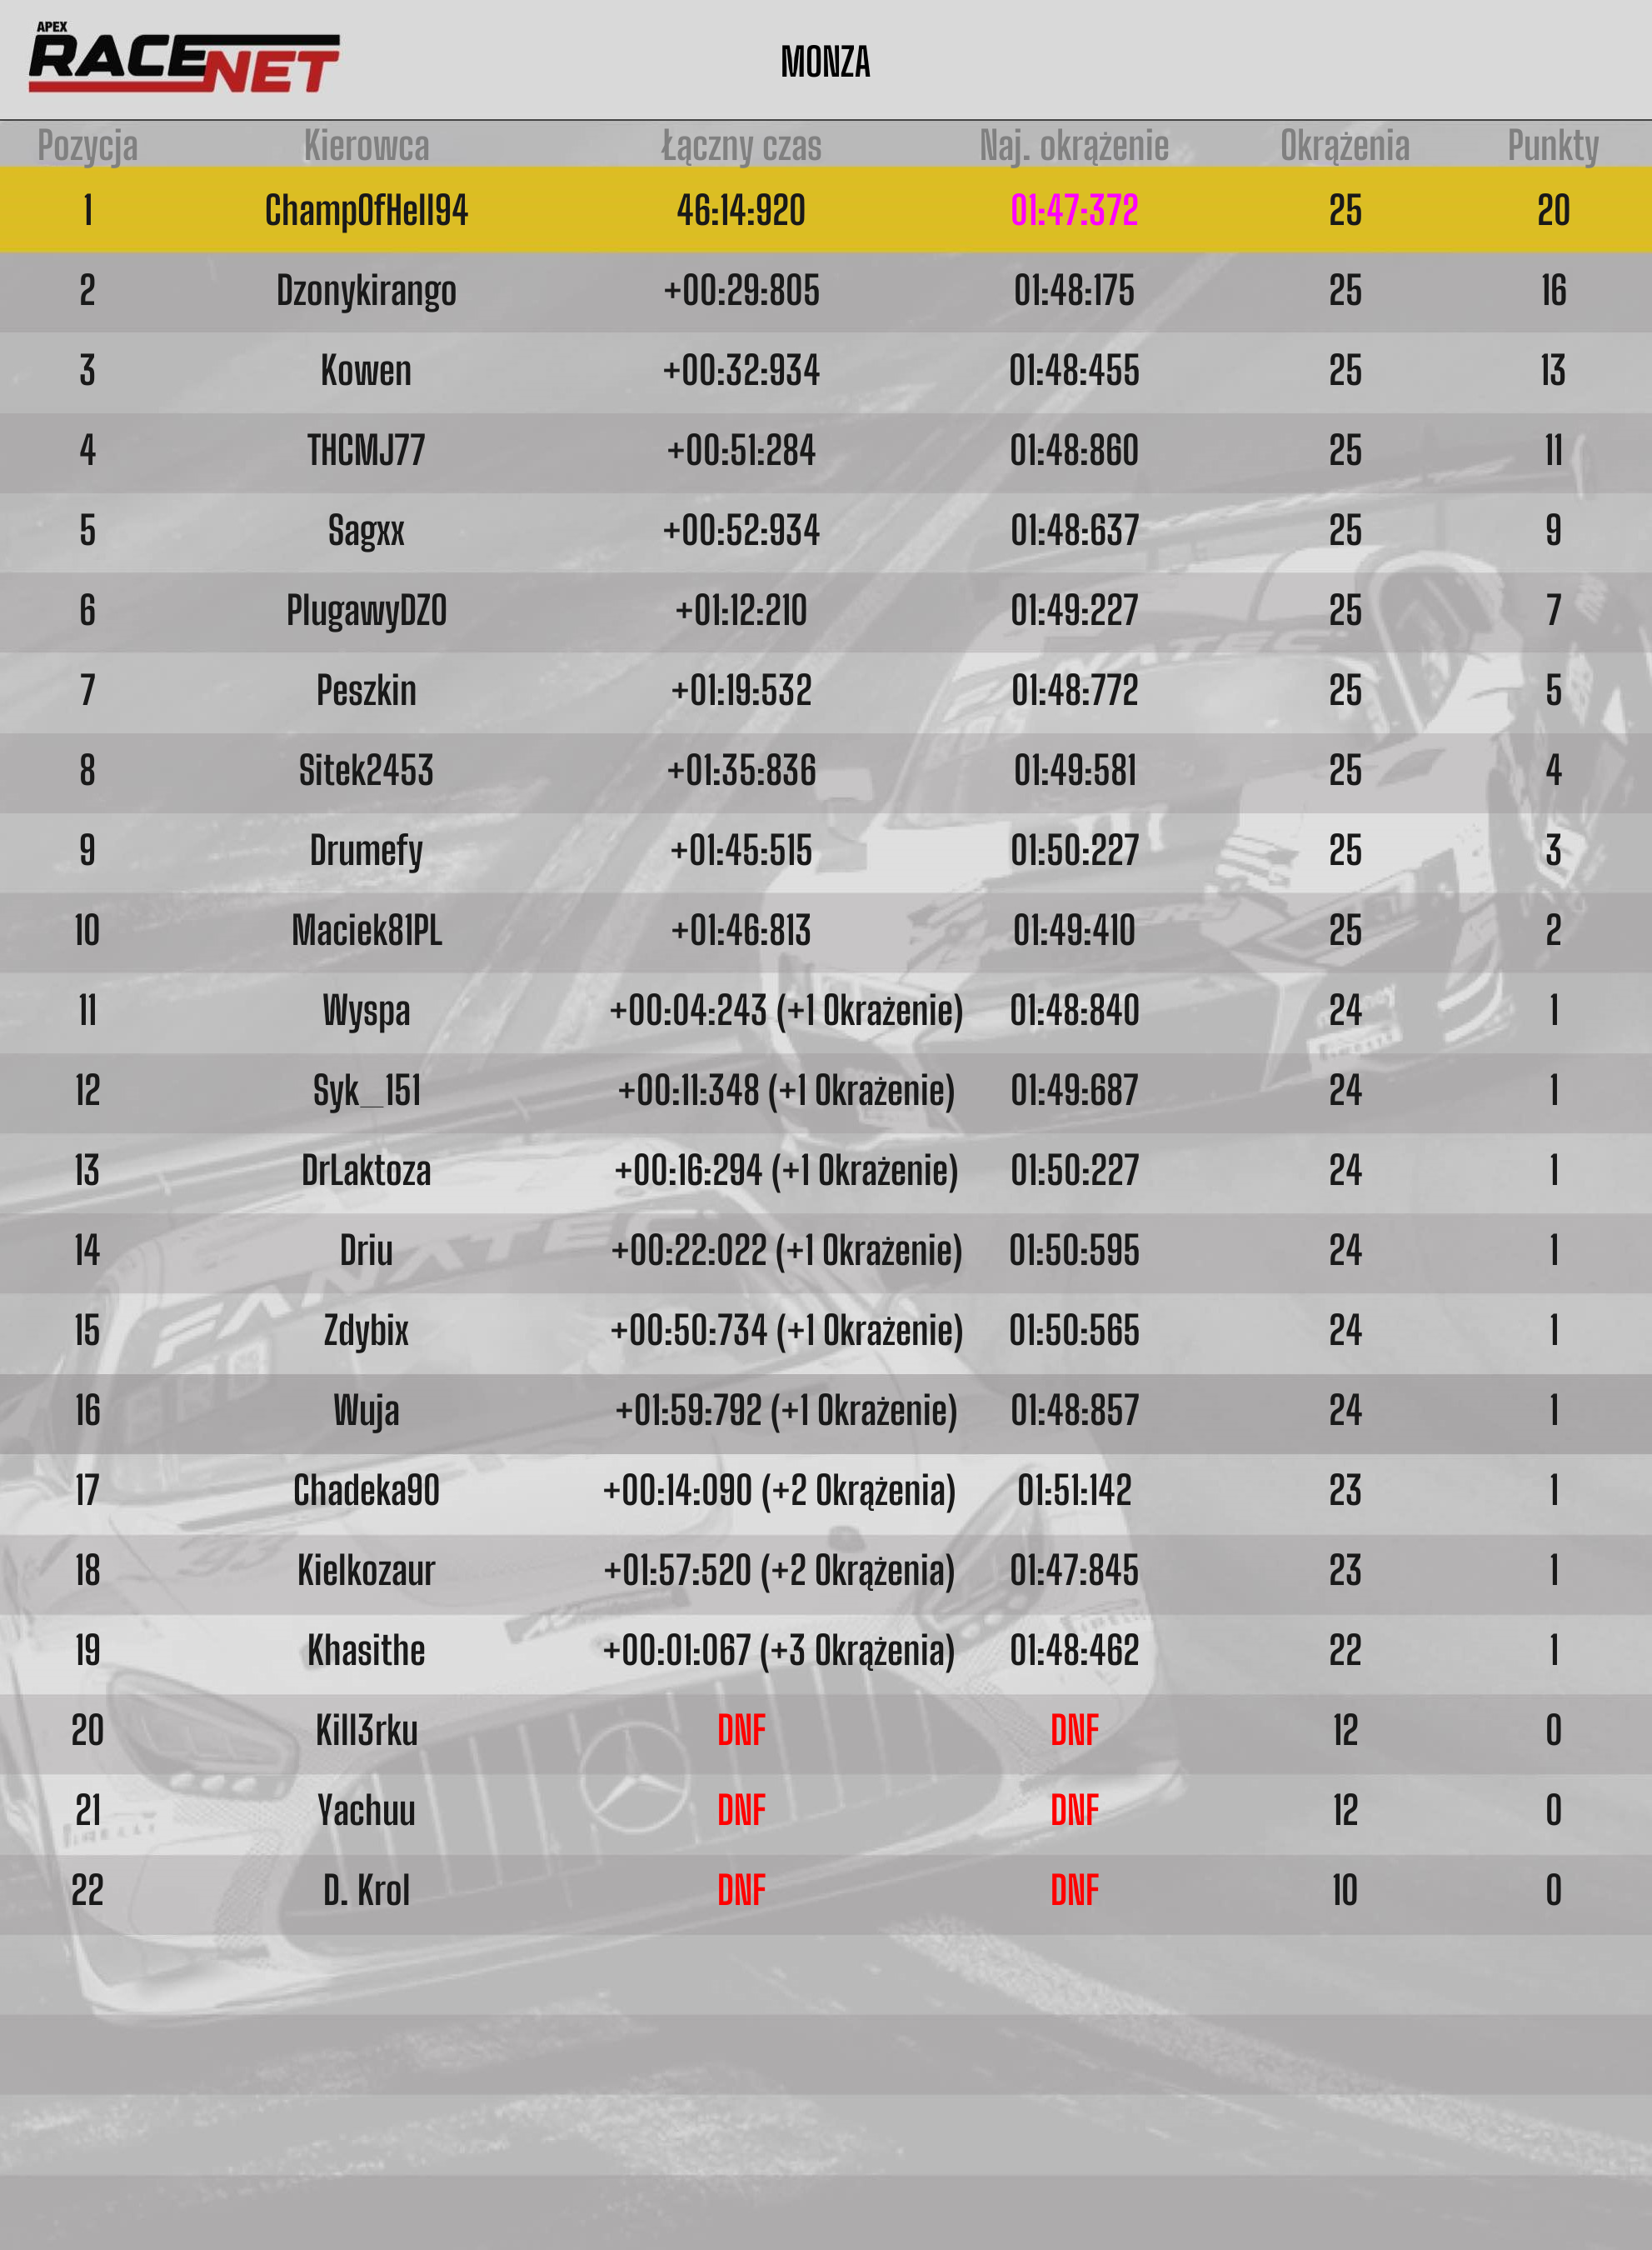 APEX
RACENET
MONZA
Pozycja Kierowca Łączny czas Naj. okrążenie Okrążenia Punkty
1 ChampOfHell94 46:14:920 01:47:372 25 20
2 Dzonykirango +00:29:805 01:48:175 25 16
3 Kowen +00:32:934 01:48:455 25 13
4 THCMJ77 +00:51:284 01:48:860 25 11
5 Sagxx +00:52:934 01:48:637 25 9
6 PlugawyDZO +01:12:210 01:49:227 25 7
7 Peszkin +01:19:532 01:48:772 25 5
8 Sitek2453 +01:35:836 01:49:581 25 4
9 Drumefy +01:45:515 01:50:227 25 3
10 Maciek81PL +01:46:813 01:49:410 25 2
11 Wyspa +00:04:243 (+1 Okrażenie) 01:48:840 24 1
12 Syk__151 +00:11:348 (+1 Okrażenie) 01:49:687 24 1
13 DrLaktoza +00:16:294 (+1 Okrażenie) 01:50:227 24 1
14 Driu +00:22:022 (+1 Okrażenie) 01:50:595 24 1
15 Zdybix +00:50:734 (+1 Okrażenie) 01:50:565 24 1
16 Wuja +01:59:792 (+1 Okrażenie) 01:48:857 24 1
17 Chadeka90 +00:14:090 (+2 Okrążenia) 01:51:142 23 1
18 Kielkozaur +01:57:520 (+2 Okrążenia) 01:47:845 23 1
19 Khasithe +00:01:067 (+3 Okrążenia) 01:48:462 22 1
20 Kill3rku DNF DNF 12 0
21 Yachuu DNF DNF 12 0
22 D. Krol DNF DNF 10 0
FANATEC
FANATEC